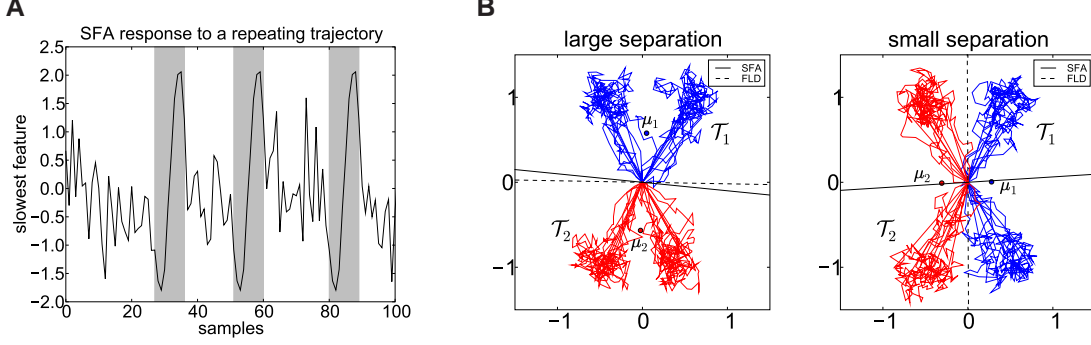 A
SFA response to a repeating trajectory
slowest feature
2.5
2.0
1.5
1.0
0.5
0.0
−0.5
−1.0
−1.5
−2.0
0
20
40
60
80
100
samples
B
large separation
SFA
FLD
1
0
−1
−1
0
1
μ1
T1
T2
μ2
small separation
SFA
FLD
1
0
−1
−1
0
1
T1
μ2
μ1
T2